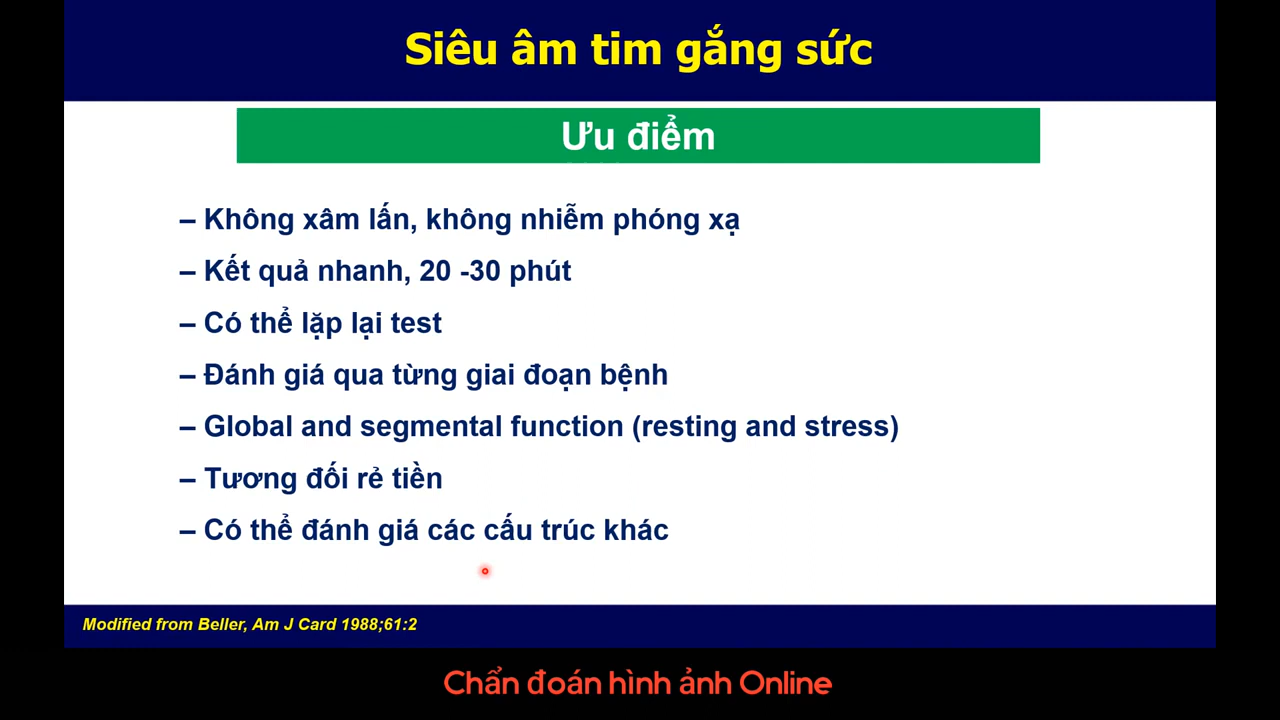 Siêu âm tim gắng sức
Ưu điểm
– Không xâm lấn, không nhiễm phóng xạ
– Kết quả nhanh, 20 -30 phút
– Có thể lặp lại test
– Đánh giá qua từng giai đoạn bệnh
– Global and segmental function (resting and stress)
– Tương đối rẻ tiền
– Có thể đánh giá các cấu trúc khác
Modified from Beller, Am J Card 1988;61:2
Chẩn đoán hình ảnh Online